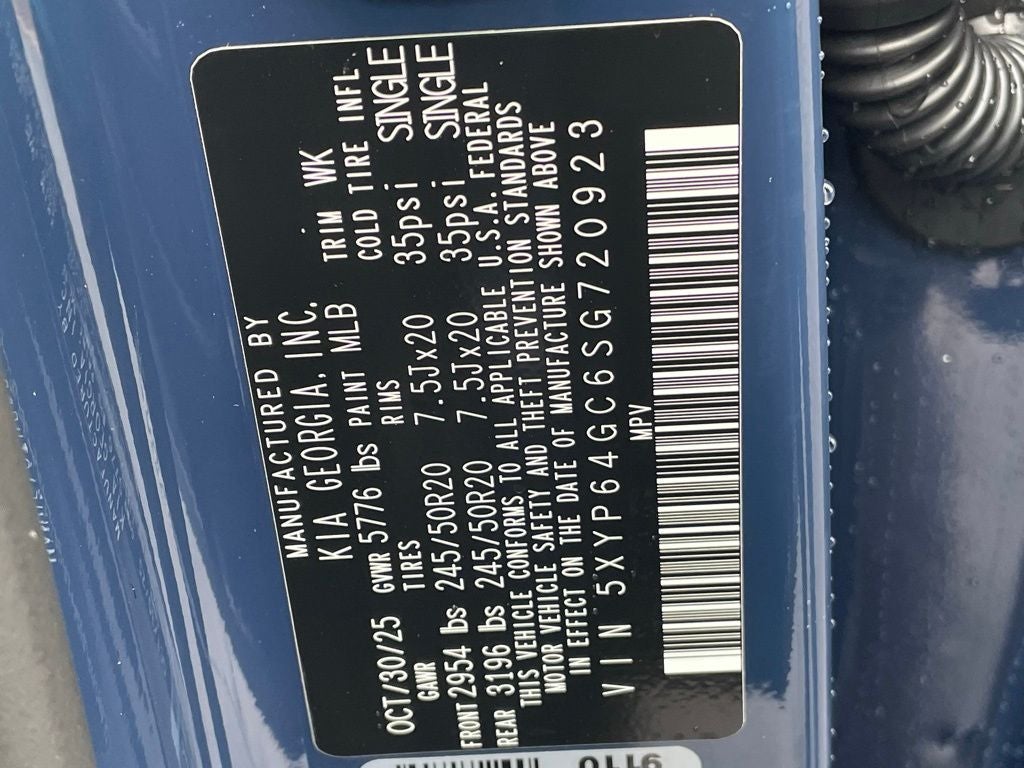 MANUFACTURED BY
KIA GEORGIA, INC.
OCT/30/25 GVWR 5776 lbs PAINT MLB TRIM WK
GAWR TIRES RIMS COLD TIRE INFL
FRONT 2954 lbs 245/50R20 7.5Jx20 35psi SINGLE
REAR 3196 lbs 245/50R20 7.5Jx20 35psi SINGLE
THIS VEHICLE CONFORMS TO ALL APPLICABLE U.S.A. FEDERAL
MOTOR VEHICLE SAFETY AND THEFT PREVENTION STANDARDS
IN EFFECT ON THE DATE OF MANUFACTURE SHOWN ABOVE
VIN 5XYP64GC6SG720923
MPV